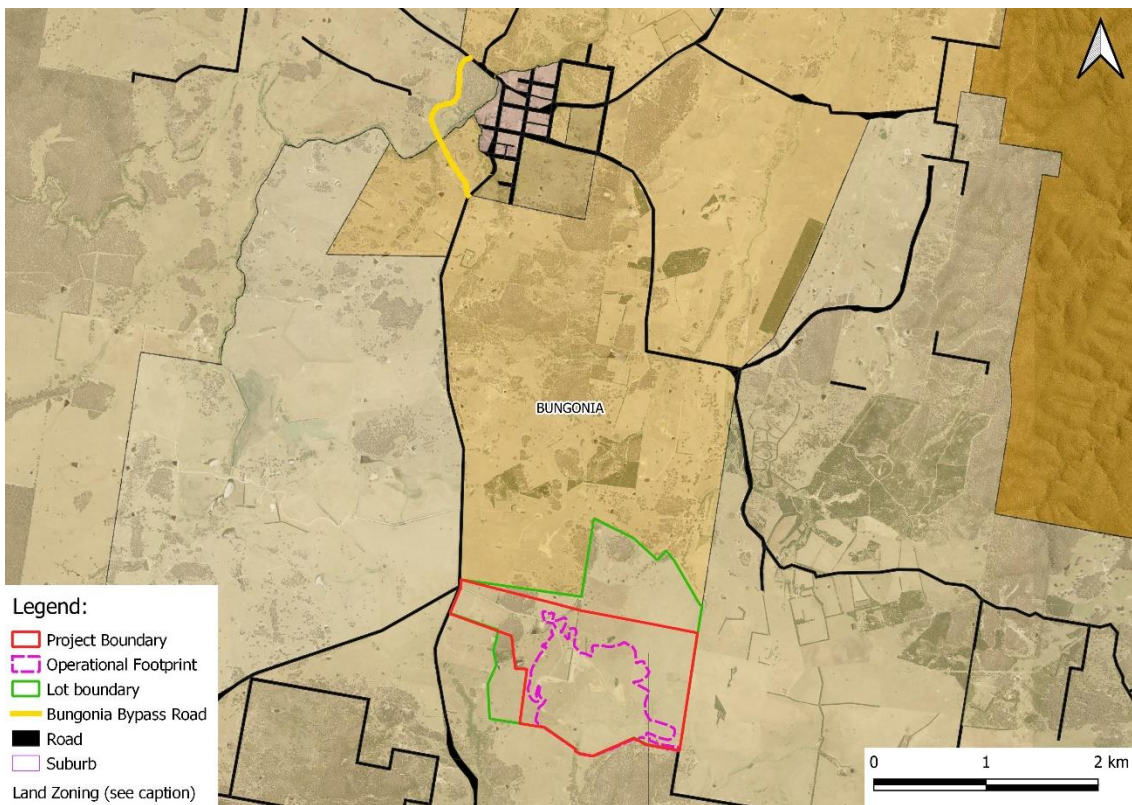 BUNGONIA
Legend:
Project Boundary
Operational Footprint
Lot boundary
Bungonia Bypass Road
Road
Suburb
Land Zoning (see caption)
0 1 2 km